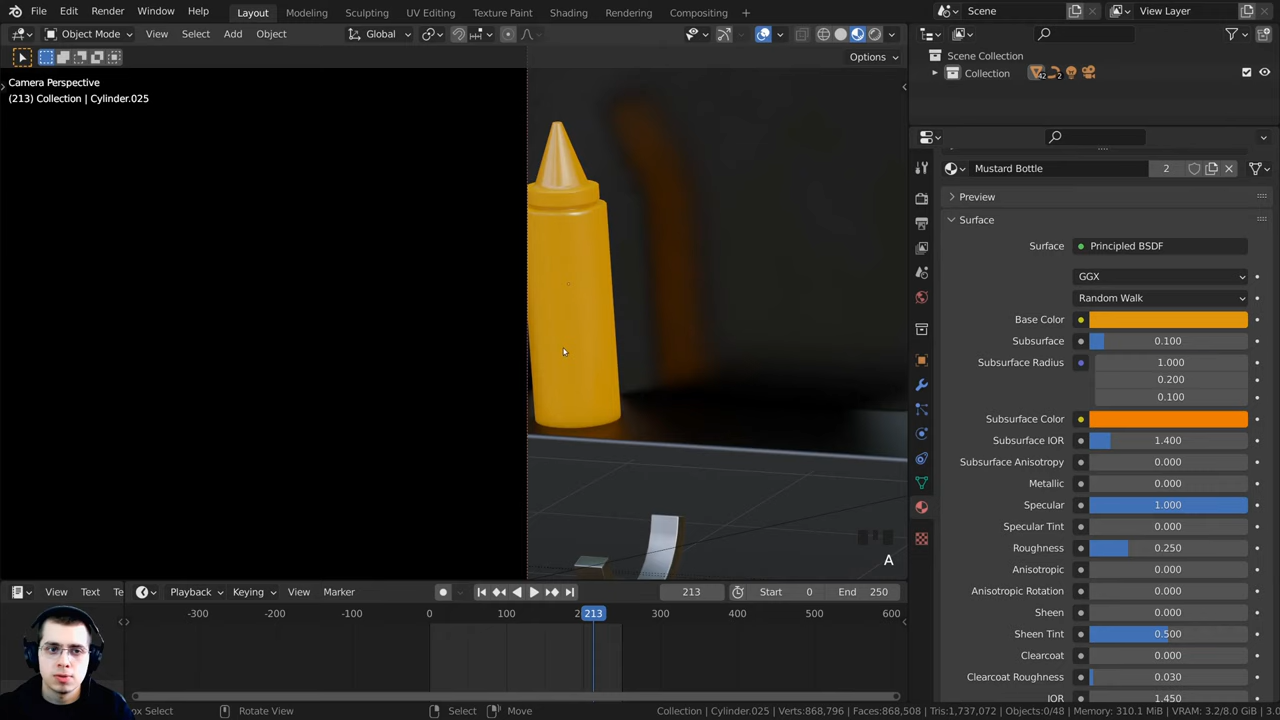 File Edit Render Window Help Layout Modeling Sculpting UV Editing Texture Paint Shading Rendering Compositing Scene View Layer
Object Mode View Select Add Object Global
Options
Camera Perspective
(213) Collection | Cylinder.025
Scene Collection
Collection 42 2
Mustard Bottle 2
Preview
Surface
Surface Principled BSDF
GGX
Random Walk
Base Color
Subsurface 0.100
Subsurface Radius 1.000
0.200
0.100
Subsurface Color
Subsurface IOR 1.400
Subsurface Anisotropy 0.000
Metallic 0.000
Specular 1.000
Specular Tint 0.000
Roughness 0.250
Anisotropic 0.000
Anisotropic Rotation 0.000
Sheen 0.000
Sheen Tint 0.500
Clearcoat 0.000
Clearcoat Roughness 0.030
IOR 1.450
A
View Text Playback Keying View Marker 213 Start 0 End 250
-300 -200 -100 0 100 213 300 400 500 600
ox Select Rotate View Select Move Collection | Cylinder.025 Verts:868,796 Faces:868,508 Tris:1,737,072 Objects:0/48 Memory: 310.1 MiB VRAM: 3.2/8.0 GiB 3.0